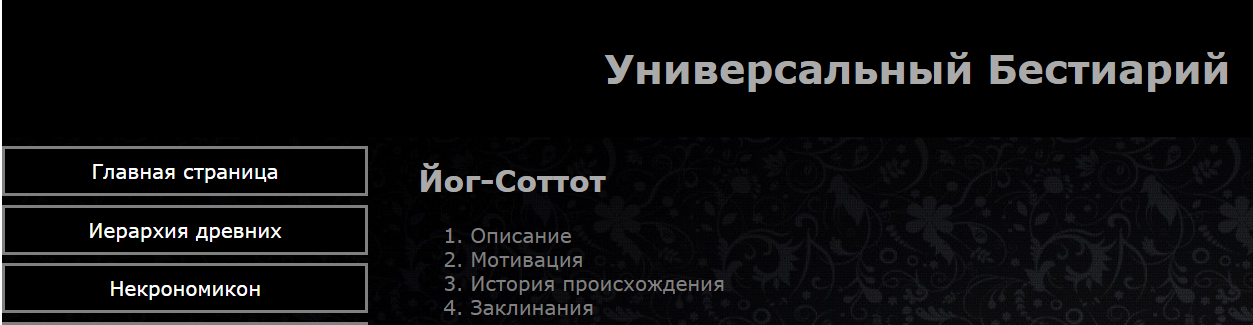 Универсальный Бестиарий
Главная страница
Иерархия древних
Некрономикон
Йог-Соттот
1. Описание
2. Мотивация
3. История происхождения
4. Заклинания